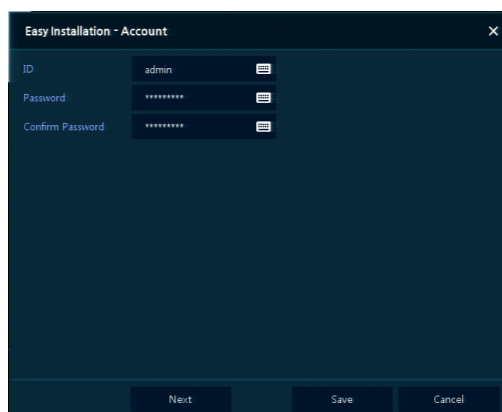 Easy Installation - Account
ID admin
Password *********
Confirm Password *********
Next Save Cancel